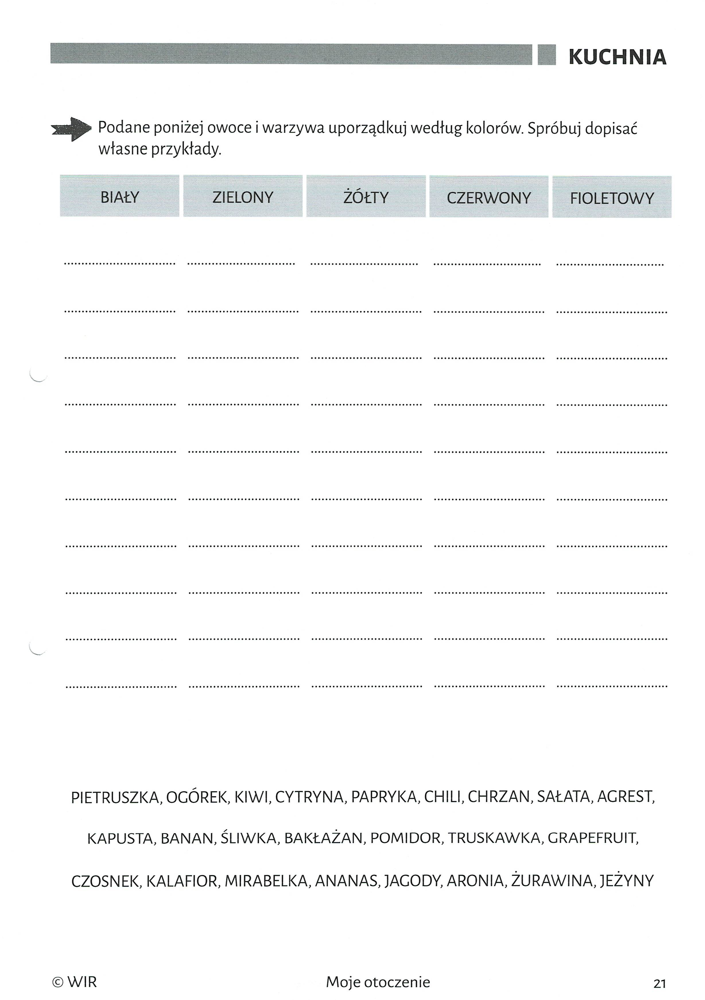 KUCHNIA
Podane poniżej owoce i warzywa uporządkuj według kolorów. Spróbuj dopisać
własne przykłady.
BIAŁY ZIELONY ŻÓŁTY CZERWONY FIOLETOWY
PIETRUSZKA, OGÓREK, KIWI, CYTRYNA, PAPRYKA, CHILI, CHRZAN, SAŁATA, AGREST,
KAPUSTA, BANAN, ŚLIWKA, BAKŁAŻAN, POMIDOR, TRUSKAWKA, GRAPEFRUIT,
CZOSNEK, KALAFIOR, MIRABELKA, ANANAS, JAGODY, ARONIA, ŻURAWINA, JEŻYNY
© WIR Moje otoczenie 21